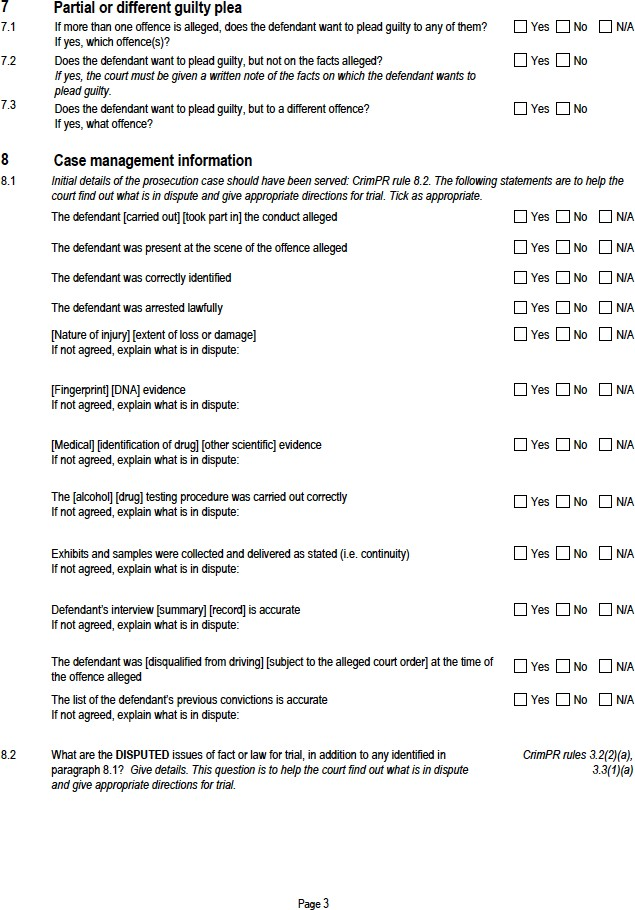 7 Partial or different guilty plea
7.1 If more than one offence is alleged, does the defendant want to plead guilty to any of them? Yes No N/A
If yes, which offence(s)?
7.2 Does the defendant want to plead guilty, but not on the facts alleged? Yes No
If yes, the court must be given a written note of the facts on which the defendant wants to
plead guilty.
7.3 Does the defendant want to plead guilty, but to a different offence? Yes No
If yes, what offence?
8 Case management information
8.1 Initial details of the prosecution case should have been served: CrimPR rule 8.2. The following statements are to help the
court find out what is in dispute and give appropriate directions for trial. Tick as appropriate.
The defendant [carried out] [took part in] the conduct alleged Yes No N/A
The defendant was present at the scene of the offence alleged Yes No N/A
The defendant was correctly identified Yes No N/A
The defendant was arrested lawfully Yes No N/A
[Nature of injury] [extent of loss or damage] Yes No N/A
If not agreed, explain what is in dispute:
[Fingerprint] [DNA] evidence Yes No N/A
If not agreed, explain what is in dispute:
[Medical] [identification of drug] [other scientific] evidence Yes No N/A
If not agreed, explain what is in dispute:
The [alcohol] [drug] testing procedure was carried out correctly Yes No N/A
If not agreed, explain what is in dispute:
Exhibits and samples were collected and delivered as stated (i.e. continuity) Yes No N/A
If not agreed, explain what is in dispute:
Defendant's interview [summary] [record] is accurate Yes No N/A
If not agreed, explain what is in dispute:
The defendant was [disqualified from driving] [subject to the alleged court order] at the time of Yes No N/A
the offence alleged
The list of the defendant's previous convictions is accurate Yes No N/A
If not agreed, explain what is in dispute:
8.2 What are the DISPUTED issues of fact or law for trial, in addition to any identified in CrimPR rules 3.2(2)(a),
paragraph 8.1? Give details. This question is to help the court find out what is in dispute 3.3(1)(a)
and give appropriate directions for trial.
Page 3